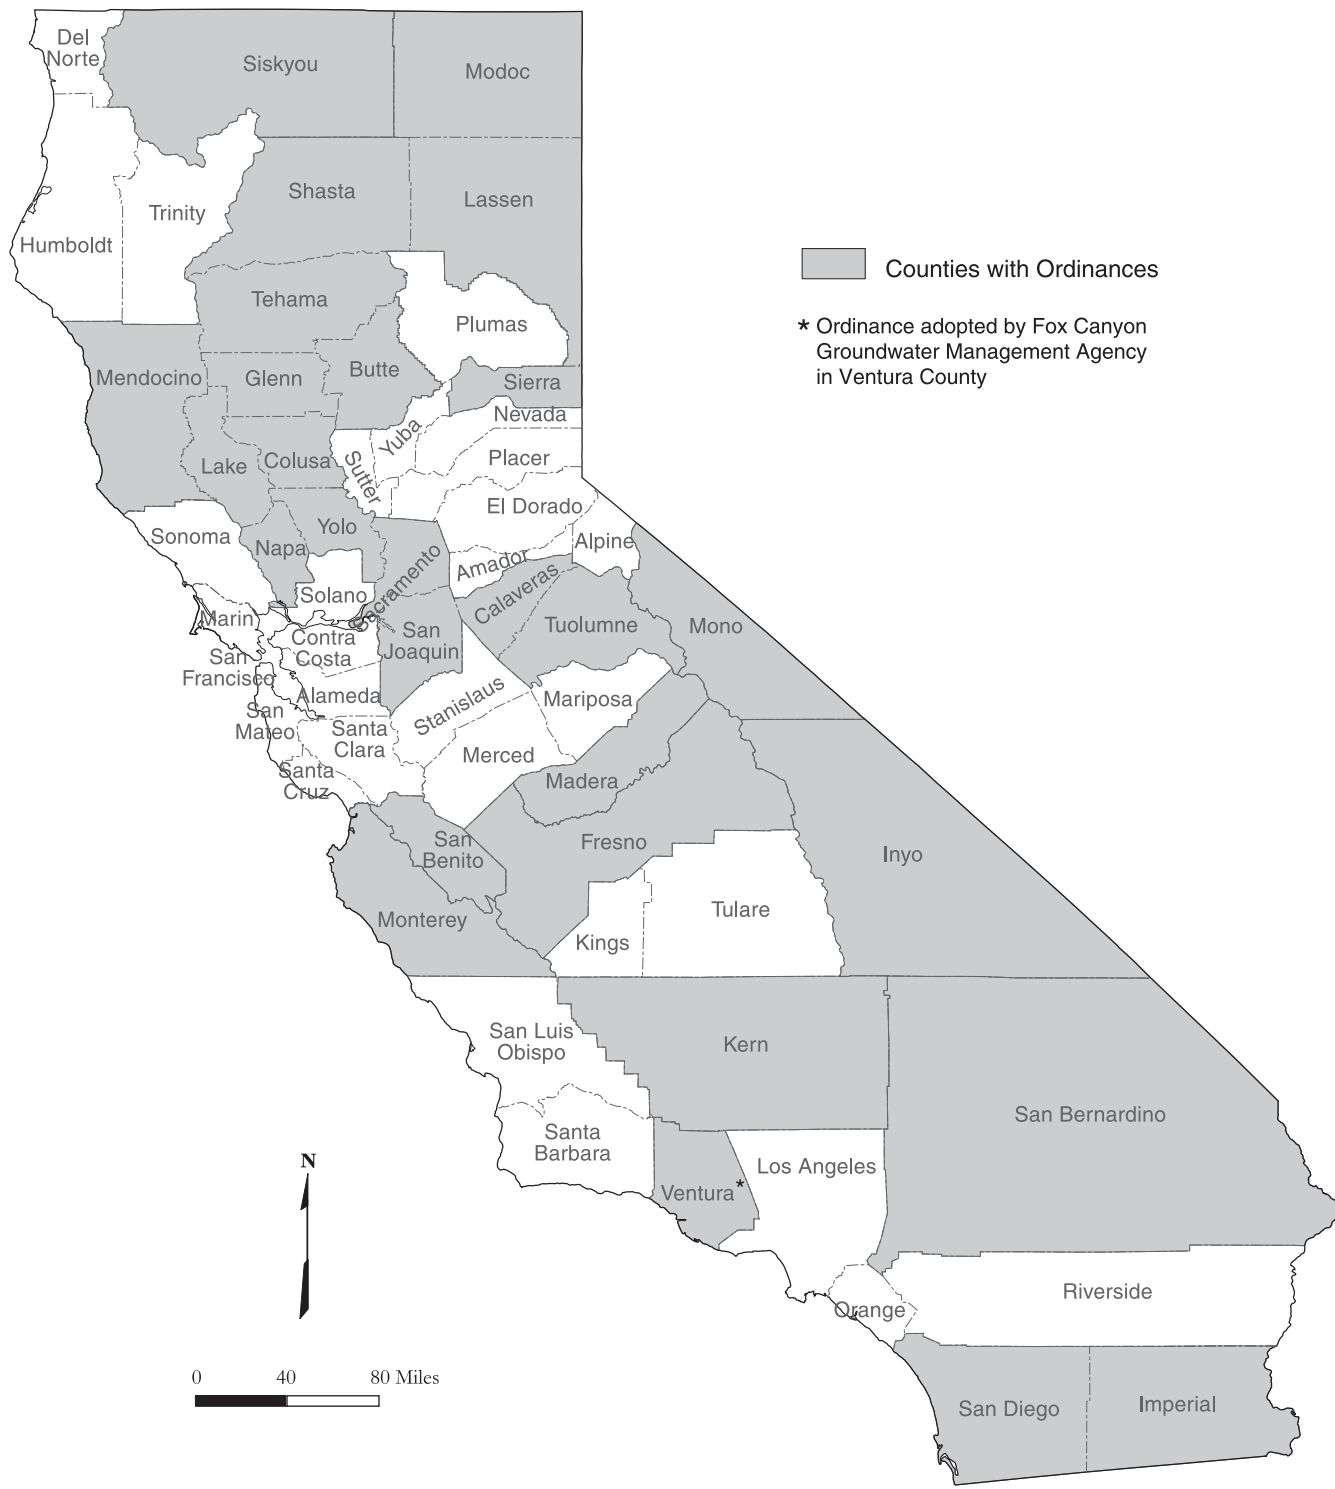 Del
Norte
Siskyou
Modoc
Shasta
Lassen
Trinity
Humboldt
Counties with Ordinances
* Ordinance adopted by Fox Canyon
Groundwater Management Agency
in Ventura County
Tehama
Plumas
Mendocino
Glenn
Butte
Sierra
Nevada
Yuba
Placer
Lake
Colusa
Sutter
El Dorado
Yolo
Sonoma
Napa
Alpine
Amador
Sacramento
Calaveras
Solano
Marin
Tuolumne
Mono
Contra
Costa
San
Joaquin
San
Francisco
Alameda
Stanislaus
Mariposa
San
Mateo
Santa
Clara
Merced
Santa
Cruz
Madera
Fresno
San
Benito
Inyo
Monterey
Tulare
Kings
San Luis
Obispo
Kern
San Bernardino
Santa
Barbara
Los Angeles
Ventura*
N
Riverside
Orange
0 40 80 Miles
San Diego
Imperial